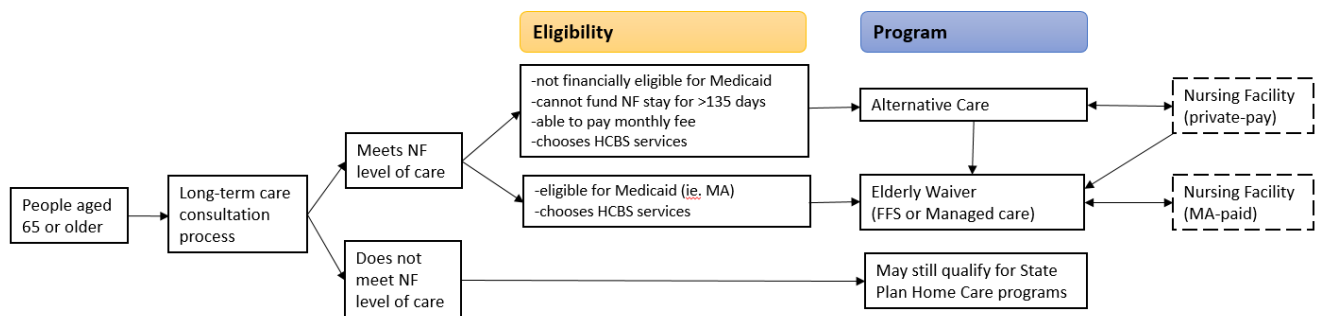 Eligibility
Program
-not financially eligible for Medicaid
-cannot fund NF stay for >135 days
-able to pay monthly fee
-chooses HCBS services
Alternative Care
Nursing Facility
(private-pay)
Meets NF
level of care
People aged
65 or older
Long-term care
consultation
process
-eligible for Medicaid (ie. MA)
-chooses HCBS services
Elderly Waiver
(FFS or Managed care)
Nursing Facility
(MA-paid)
Does not
meet NF
level of care
May still qualify for State
Plan Home Care programs